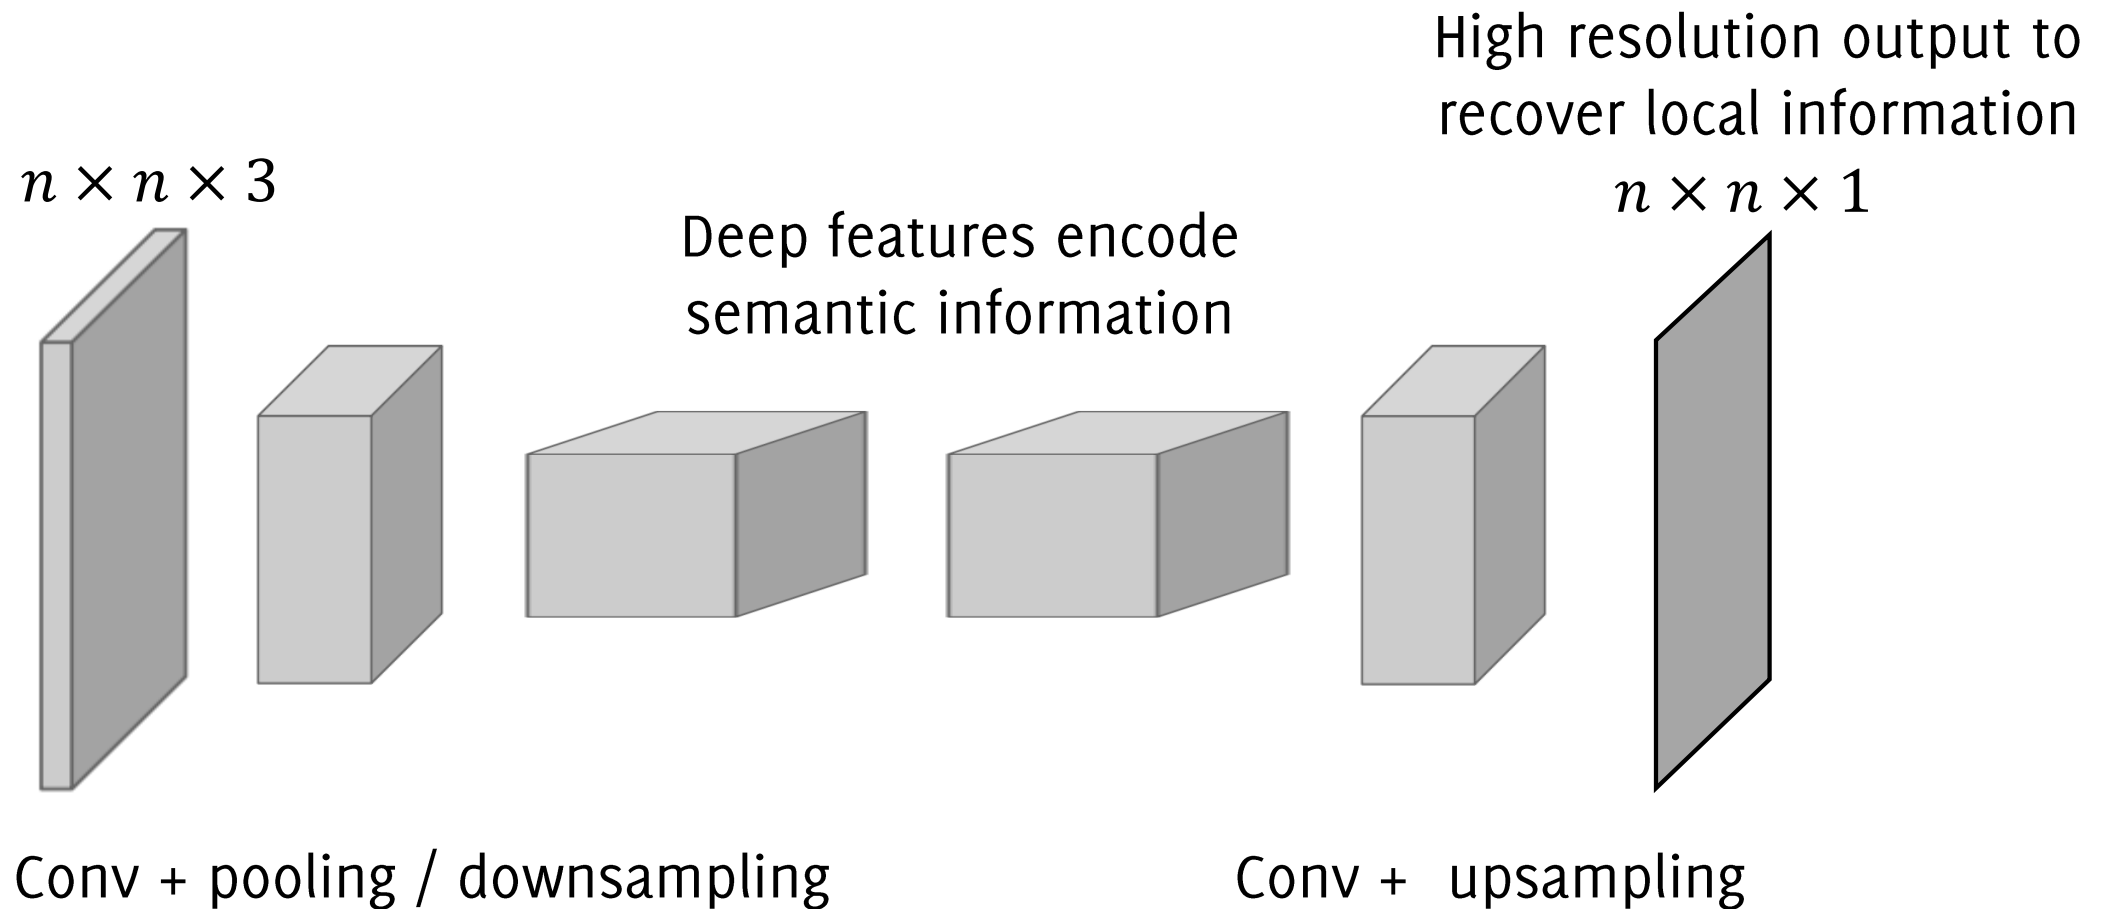 n × n × 3
Deep features encode
semantic information
High resolution output to
recover local information
n × n × 1
Conv + pooling / downsampling
Conv + upsampling